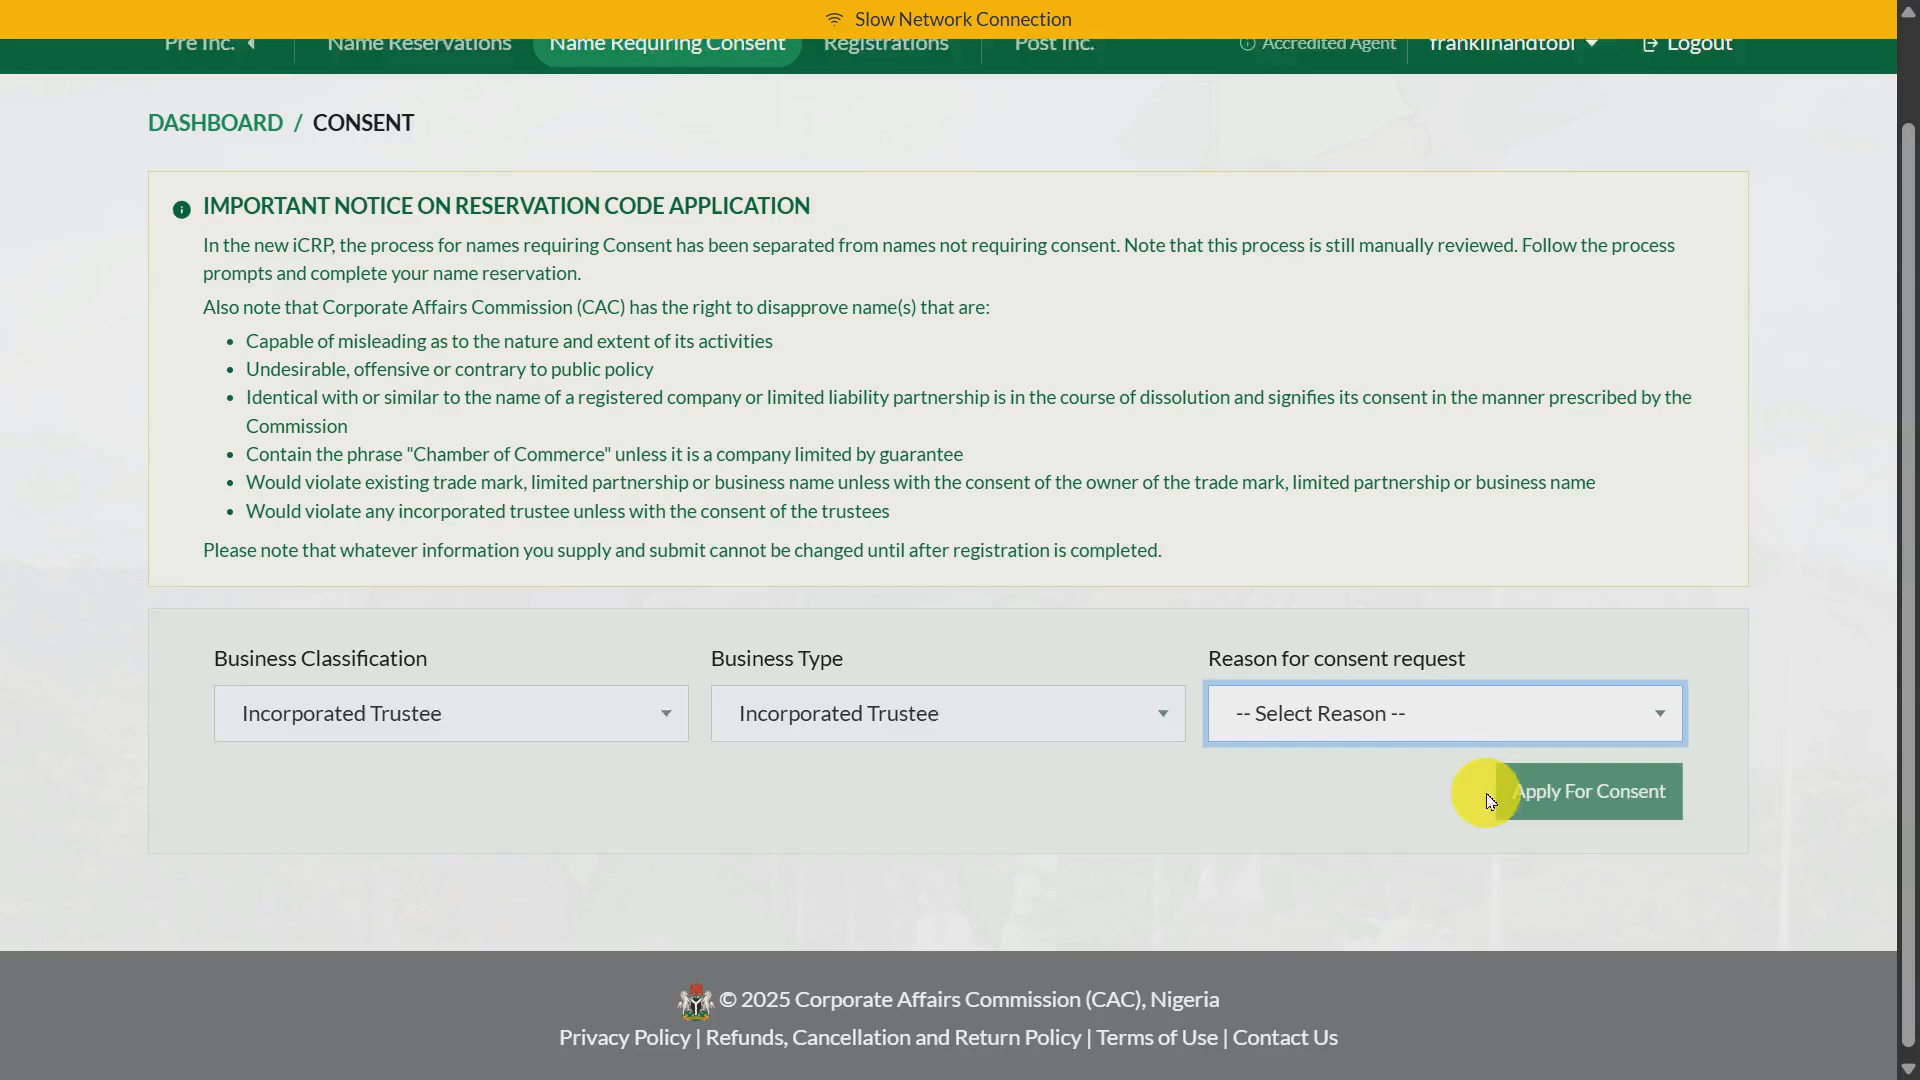 Slow Network Connection
Pre Inc. Name Reservations Name Requiring Consent Registrations Post Inc. Accredited Agent franklinandtobi Logout
DASHBOARD / CONSENT
IMPORTANT NOTICE ON RESERVATION CODE APPLICATION
In the new iCRP, the process for names requiring Consent has been separated from names not requiring consent. Note that this process is still manually reviewed. Follow the process
prompts and complete your name reservation.
Also note that Corporate Affairs Commission (CAC) has the right to disapprove name(s) that are:
• Capable of misleading as to the nature and extent of its activities
• Undesirable, offensive or contrary to public policy
• Identical with or similar to the name of a registered company or limited liability partnership is in the course of dissolution and signifies its consent in the manner prescribed by the
Commission
• Contain the phrase "Chamber of Commerce" unless it is a company limited by guarantee
• Would violate existing trade mark, limited partnership or business name unless with the consent of the owner of the trade mark, limited partnership or business name
• Would violate any incorporated trustee unless with the consent of the trustees
Please note that whatever information you supply and submit cannot be changed until after registration is completed.
Business Classification Business Type Reason for consent request
Incorporated Trustee Incorporated Trustee -- Select Reason --
Apply For Consent
© 2025 Corporate Affairs Commission (CAC), Nigeria
Privacy Policy | Refunds, Cancellation and Return Policy | Terms of Use | Contact Us